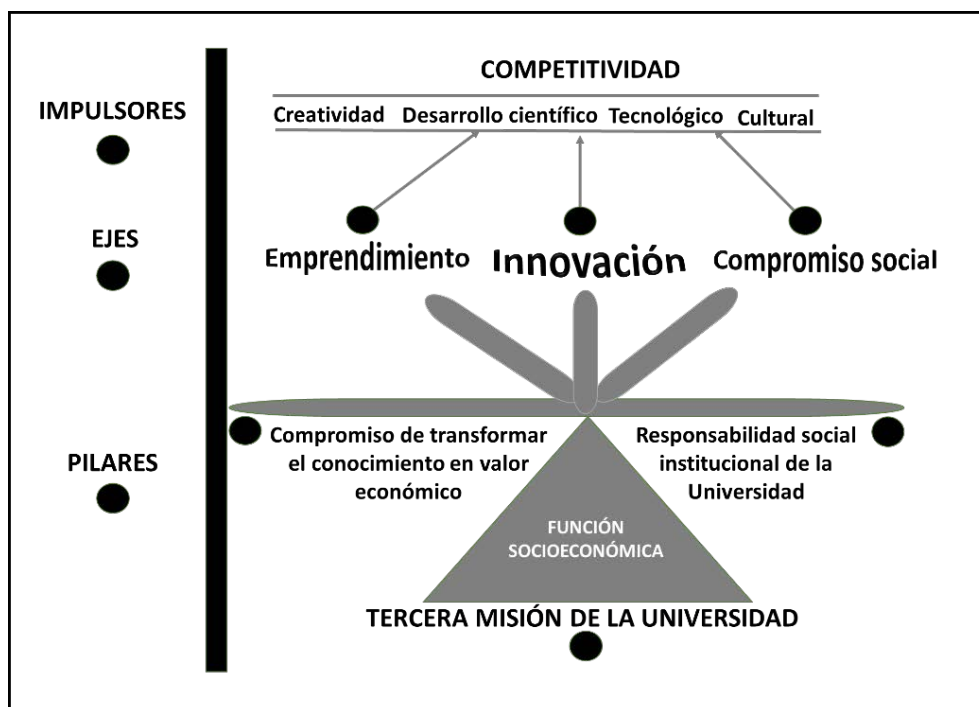 COMPETITIVIDAD
IMPULSORES
Creatividad Desarrollo científico Tecnológico Cultural
EJES
Emprendimiento Innovación Compromiso social
PILARES
Compromiso de transformar
el conocimiento en valor
económico
Responsabilidad social
institucional de la
Universidad
FUNCIÓN
SOCIOECONÓMICA
TERCERA MISIÓN DE LA UNIVERSIDAD